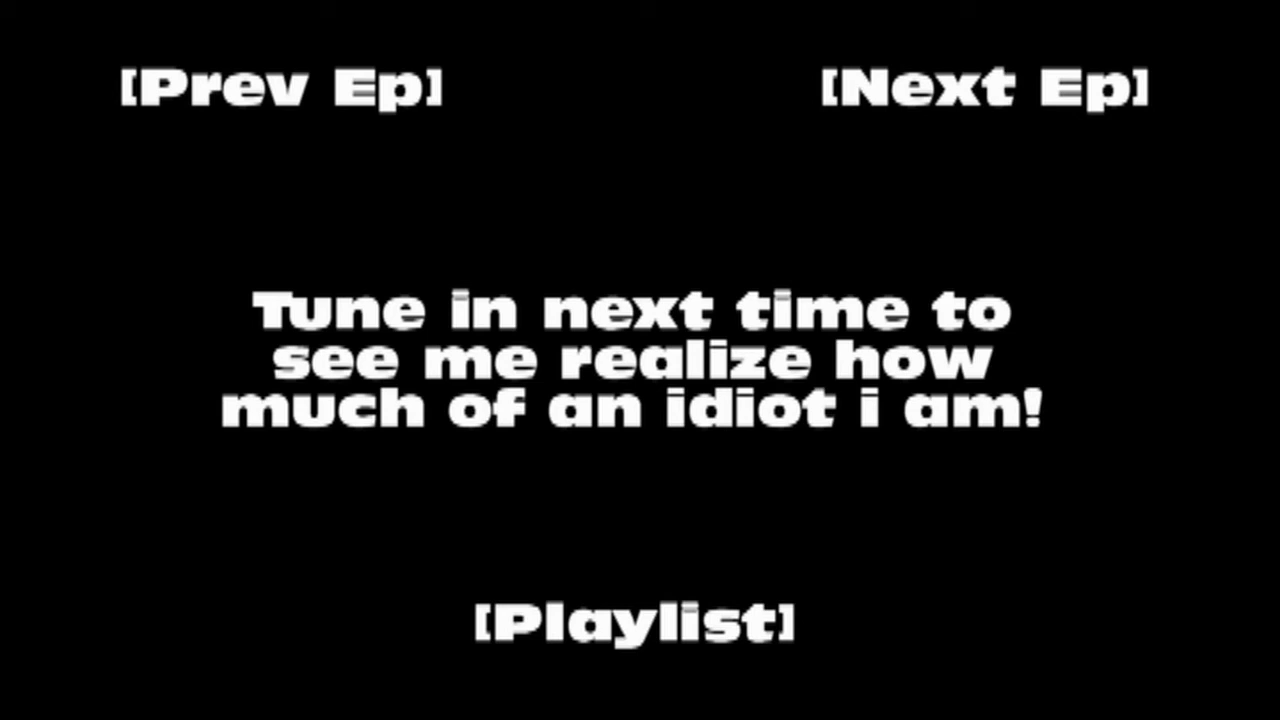 [Prev Ep] [Next Ep]
Tune in next time to
see me realize how
much of an idiot i am!
[Playlist]